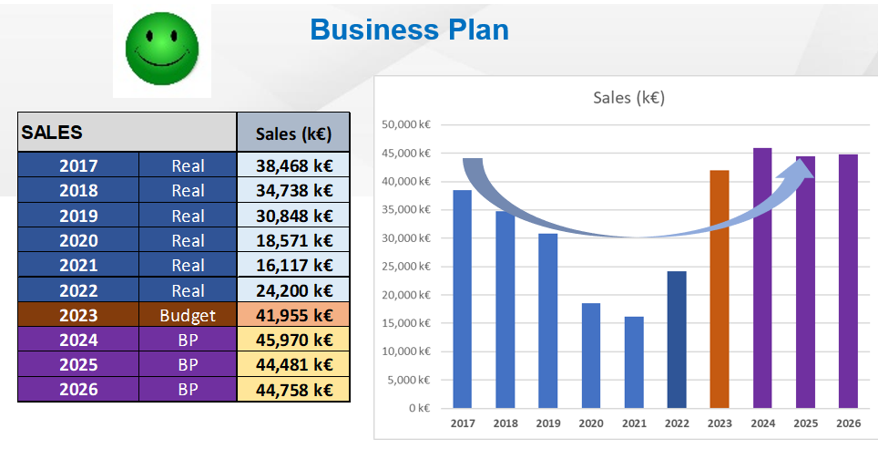 Business Plan
SALES Sales (k€)
2017 Real 38,468 k€
2018 Real 34,738 k€
2019 Real 30,848 k€
2020 Real 18,571 k€
2021 Real 16,117 k€
2022 Real 24,200 k€
2023 Budget 41,955 k€
2024 BP 45,970 k€
2025 BP 44,481 k€
2026 BP 44,758 k€
Sales (k€)
50,000 k€
45,000 k€
40,000 k€
35,000 k€
30,000 k€
25,000 k€
20,000 k€
15,000 k€
10,000 k€
5,000 k€
0 k€
2017 2018 2019 2020 2021 2022 2023 2024 2025 2026